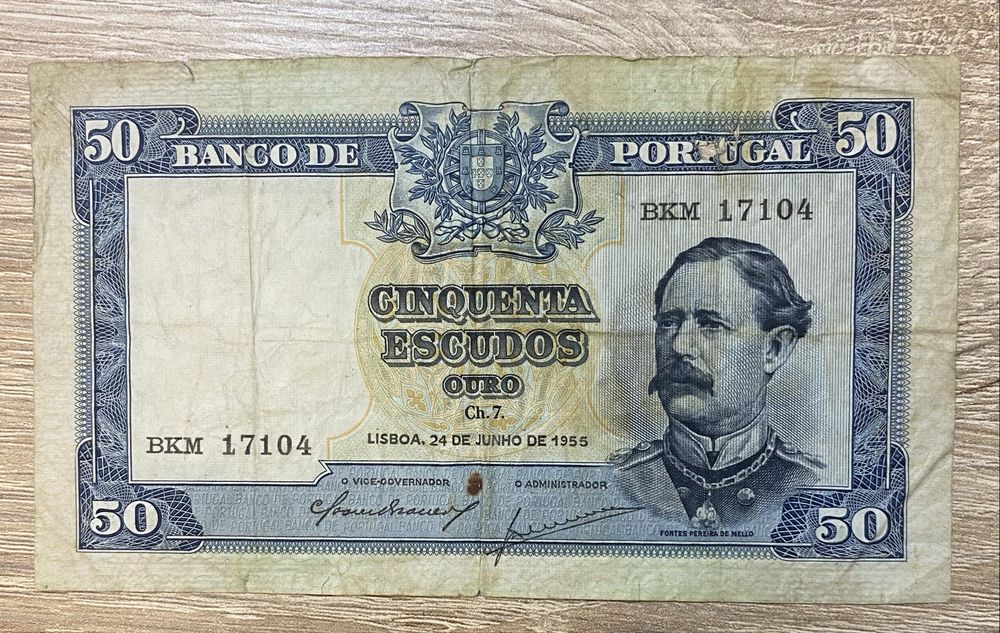 50 BANCO DE PORTUGAL 50
BKM 17104
CINQUENTA
ESCUDOS
OURO
Ch. 7.
LISBOA, 24 DE JUNHO DE 1955
BKM 17104
O VICE-GOVERNADOR
O ADMINISTRADOR
FONTES PEREIRA DE MELLO
50 50